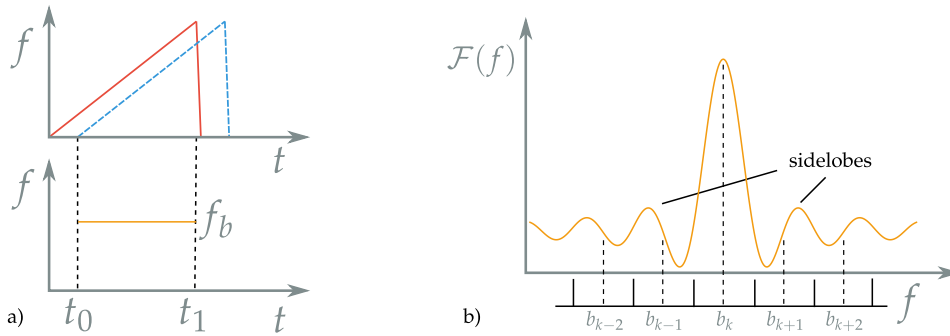 f
t
f
f_b
t_0
t_1
t
a)
F(f)
sidelobes
b_{k−2}
b_{k−1}
b_k
b_{k+1}
b_{k+2}
f
b)